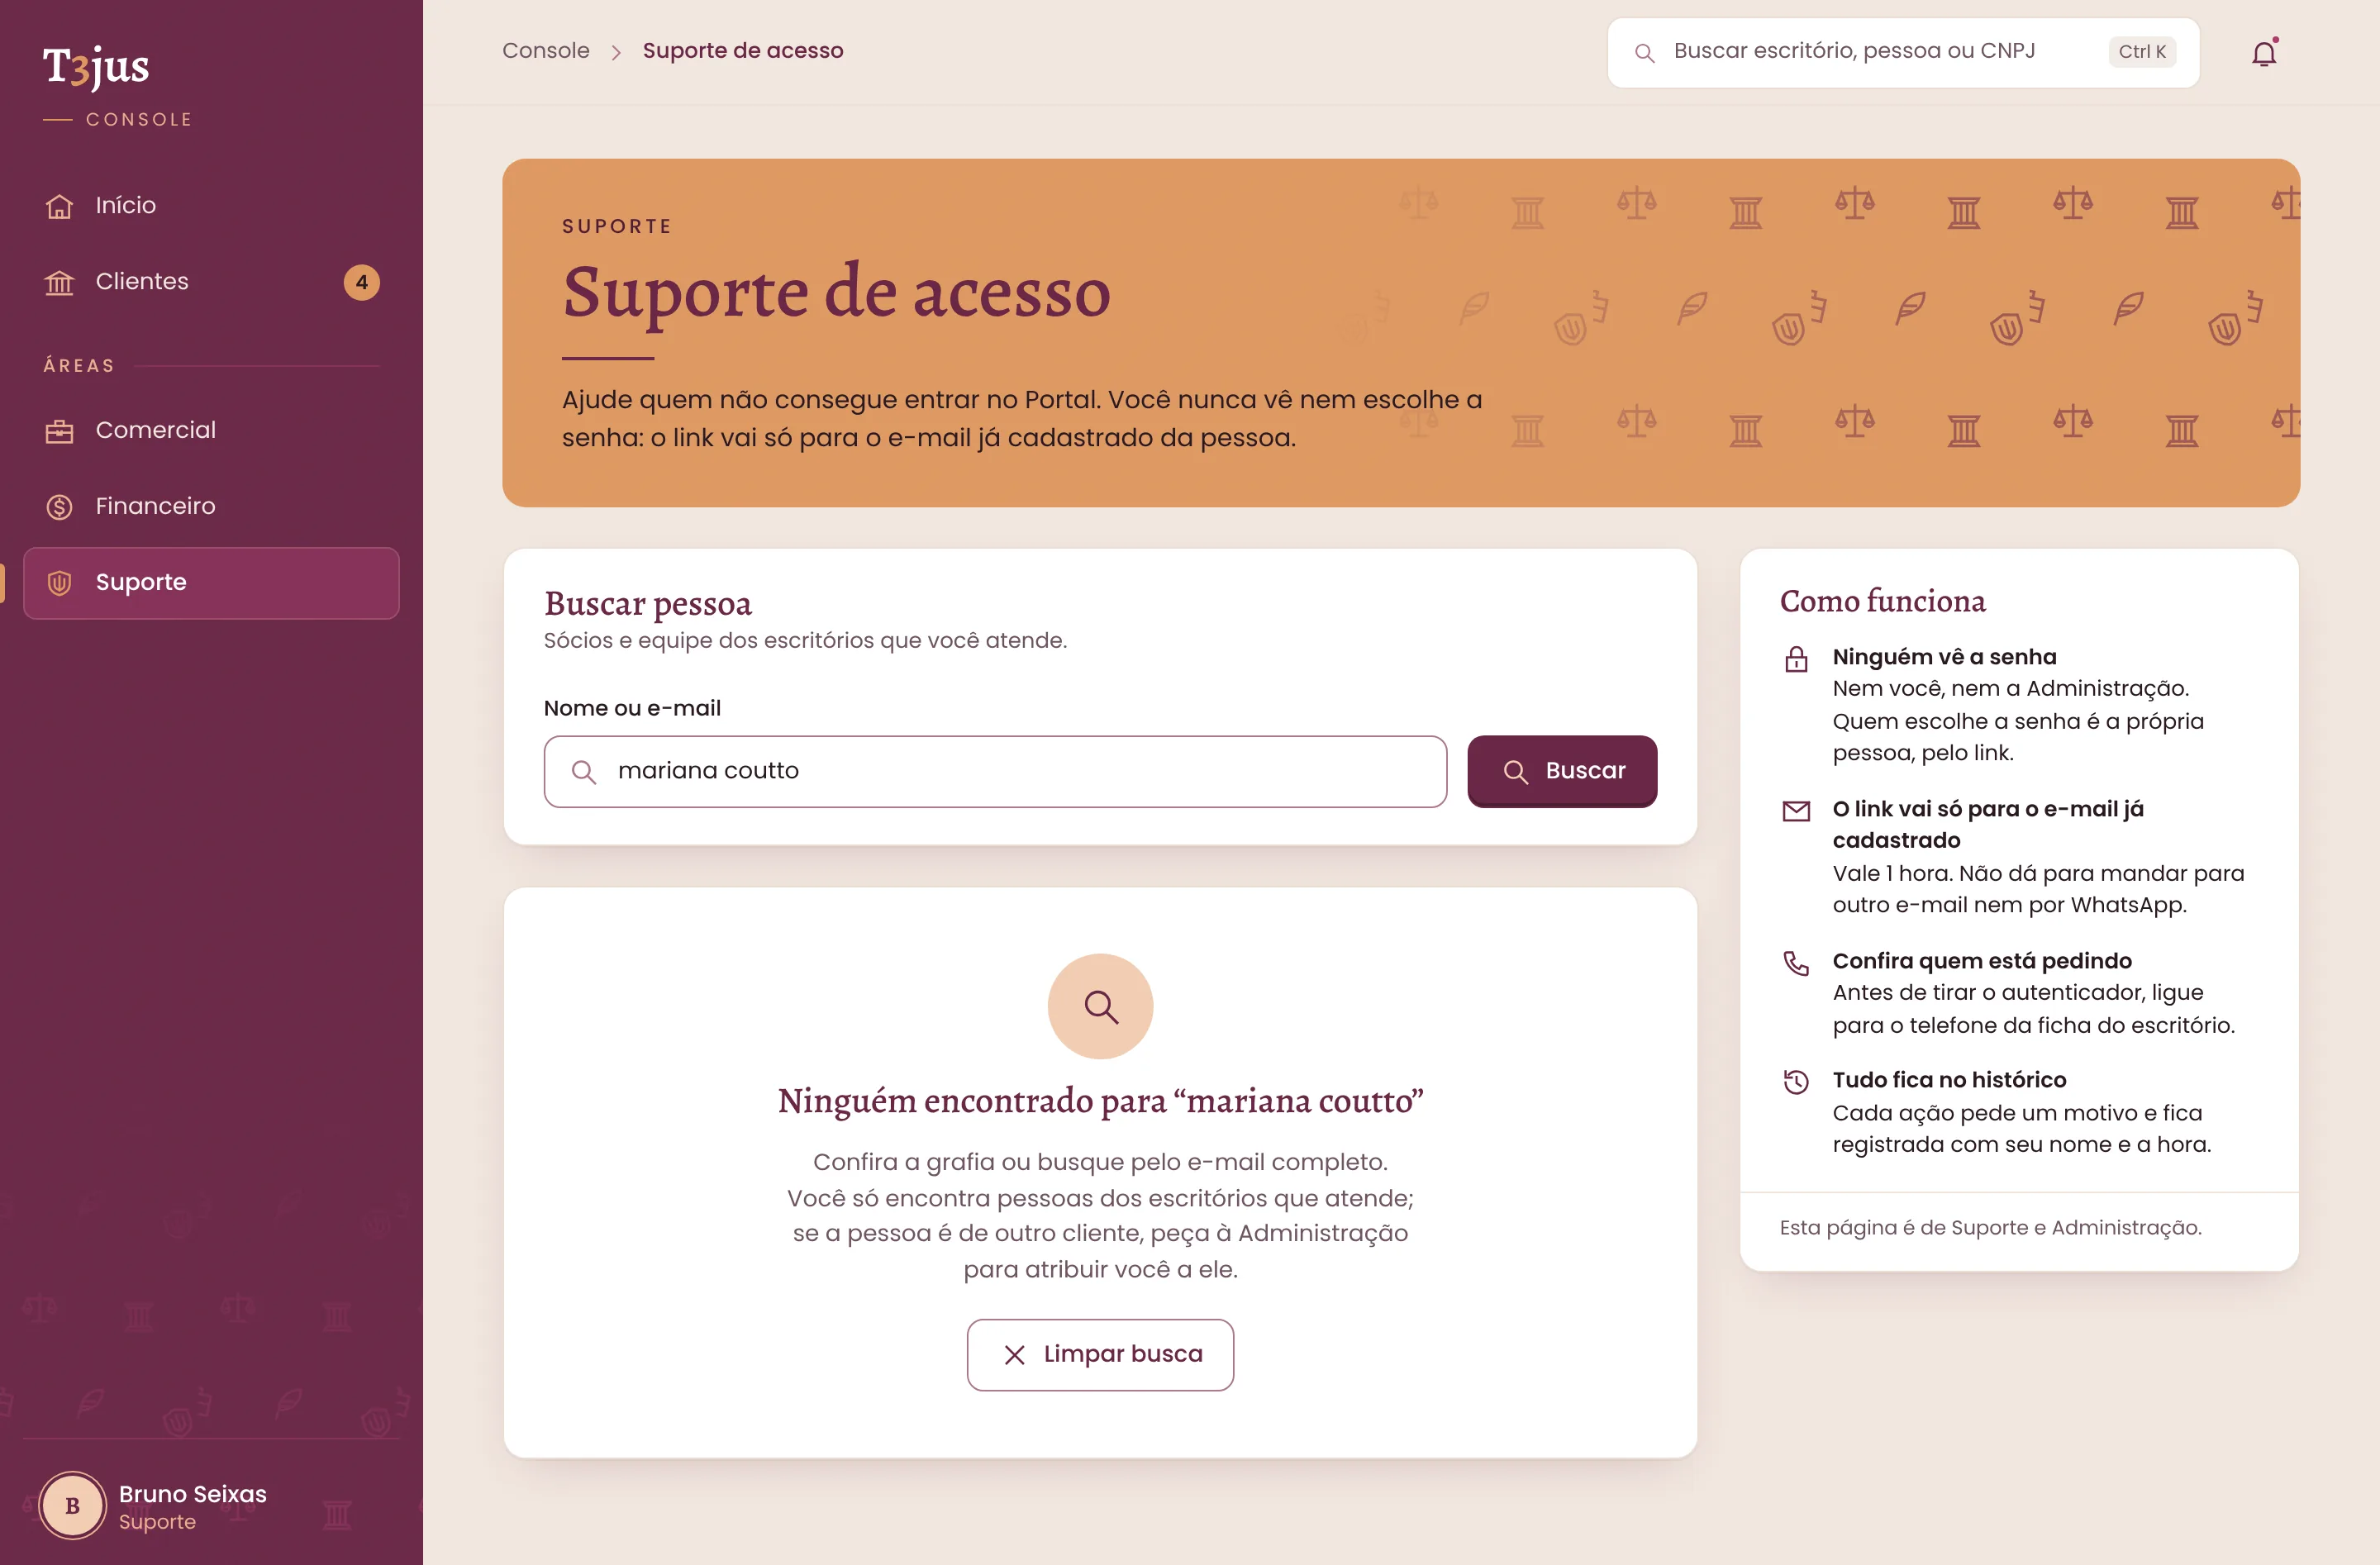 T3jus
CONSOLE
Início
Clientes
4
ÁREAS
Comercial
Financeiro
Suporte
Bruno Seixas
Suporte
B
Console
Suporte de acesso
Buscar escritório, pessoa ou CNPJ
Ctrl K
SUPORTE
Suporte de acesso
Ajude quem não consegue entrar no Portal. Você nunca vê nem escolhe a
senha: o link vai só para o e-mail já cadastrado da pessoa.
Buscar pessoa
Sócios e equipe dos escritórios que você atende.
Nome ou e-mail
mariana coutto
Buscar
Ninguém encontrado para “mariana coutto”
Confira a grafia ou busque pelo e-mail completo.
Você só encontra pessoas dos escritórios que atende;
se a pessoa é de outro cliente, peça à Administração
para atribuir você a ele.
Limpar busca
Como funciona
Ninguém vê a senha
Nem você, nem a Administração.
Quem escolhe a senha é a própria
pessoa, pelo link.
O link vai só para o e-mail já
cadastrado
Vale 1 hora. Não dá para mandar para
outro e-mail nem por WhatsApp.
Confira quem está pedindo
Antes de tirar o autenticador, ligue
para o telefone da ficha do escritório.
Tudo fica no histórico
Cada ação pede um motivo e fica
registrada com seu nome e a hora.
Esta página é de Suporte e Administração.